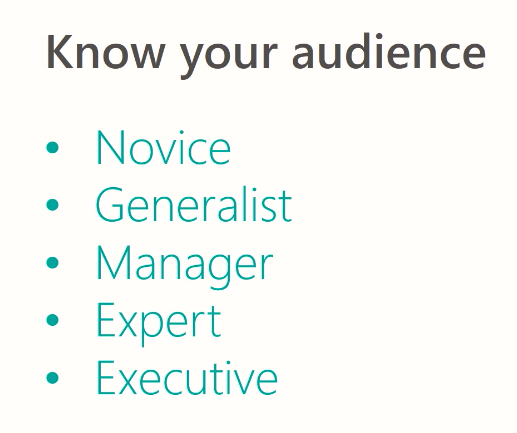 Know your audience
• Novice
• Generalist
• Manager
• Expert
• Executive